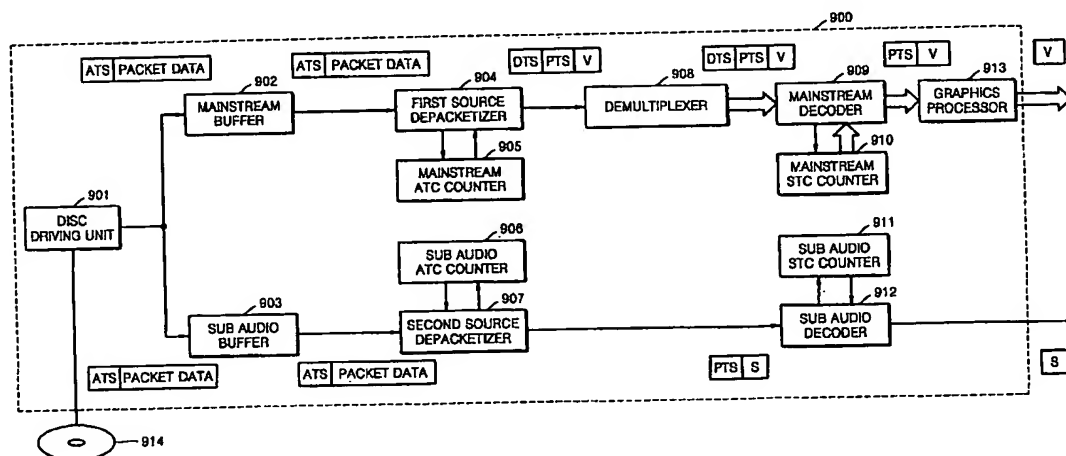 900
ATS PACKET DATA
ATS PACKET DATA
DTS PTS V
DTS PTS V
PTS V
V
902
MAINSTREAM
BUFFER
904
FIRST SOURCE
DEPACKETIZER
908
DEMULTIPLEXER
909
MAINSTREAM
DECODER
913
GRAPHICS
PROCESSOR
905
MAINSTREAM
ATC COUNTER
910
MAINSTREAM
STC COUNTER
901
DISC
DRIVING UNIT
906
SUB AUDIO
ATC COUNTER
911
SUB AUDIO
STC COUNTER
903
SUB AUDIO
BUFFER
907
SECOND SOURCE
DEPACKETIZER
912
SUB AUDIO
DECODER
ATS PACKET DATA
ATS PACKET DATA
PTS S
S
914